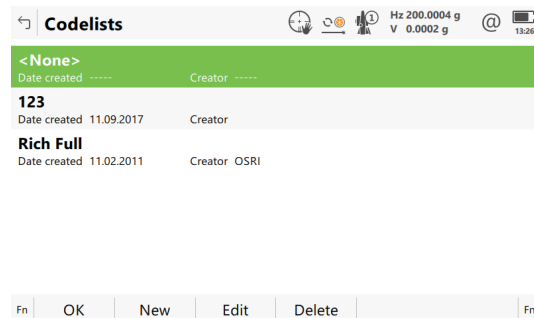 Codelists
1
Hz 200.0004 g
V 0.0002 g
@
13:26
<None>
Date created ----- Creator -----
123
Date created 11.09.2017 Creator
Rich Full
Date created 11.02.2011 Creator OSRI
Fn OK New Edit Delete Fn